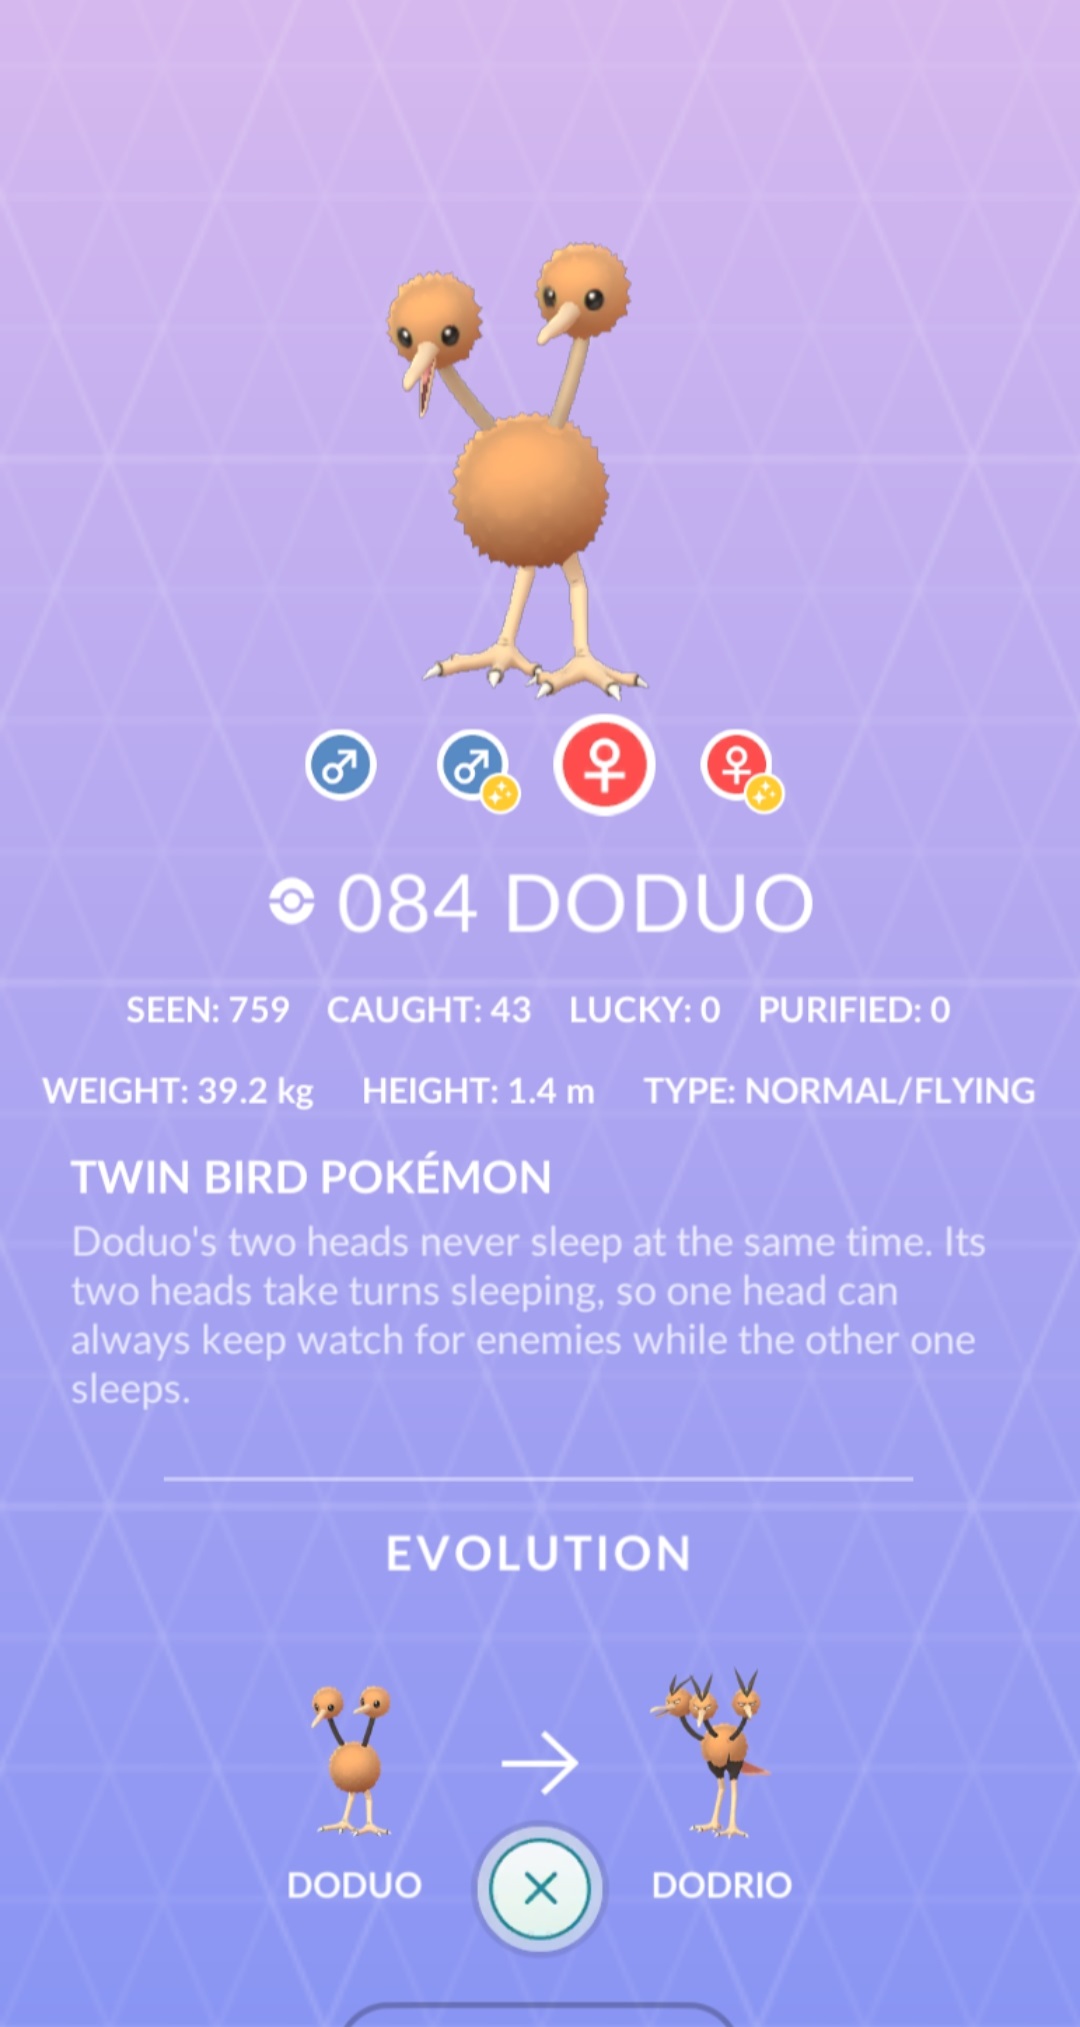 084 DODUO
SEEN: 759 CAUGHT: 43 LUCKY: 0 PURIFIED: 0
WEIGHT: 39.2 kg HEIGHT: 1.4 m TYPE: NORMAL/FLYING
TWIN BIRD POKÉMON
Doduo's two heads never sleep at the same time. Its
two heads take turns sleeping, so one head can
always keep watch for enemies while the other one
sleeps.
EVOLUTION
DODUO DODRIO